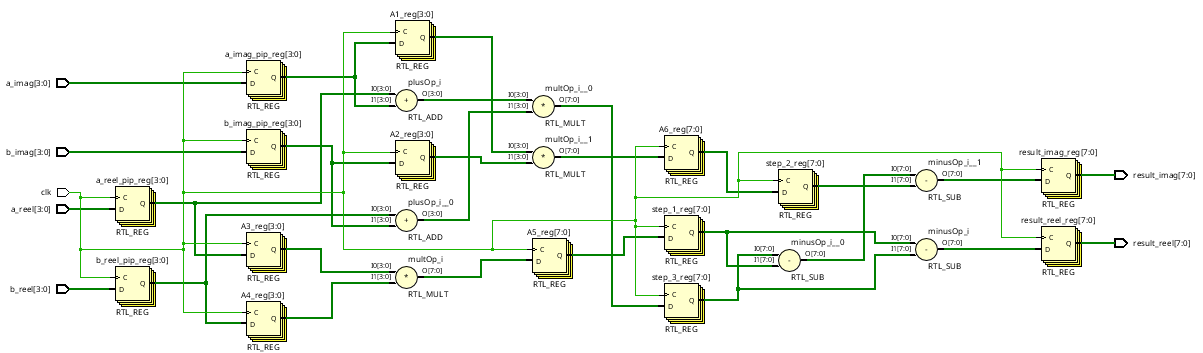 a_imag[3:0]
b_imag[3:0]
clk
a_reel[3:0]
b_reel[3:0]
a_reel_pip_reg[3:0]
C
D
Q
RTL_REG
b_reel_pip_reg[3:0]
C
D
Q
RTL_REG
a_imag_pip_reg[3:0]
C
D
Q
RTL_REG
b_imag_pip_reg[3:0]
C
D
Q
RTL_REG
A3_reg[3:0]
C
D
Q
RTL_REG
A4_reg[3:0]
C
D
Q
RTL_REG
A1_reg[3:0]
C
D
Q
RTL_REG
plusOp_i
I0[3:0]
I1[3:0]
+
O[3:0]
RTL_ADD
A2_reg[3:0]
C
D
Q
RTL_REG
plusOp_i__0
I0[3:0]
I1[3:0]
+
O[3:0]
RTL_ADD
multOp_i
I0[3:0]
I1[3:0]
*
O[7:0]
RTL_MULT
multOp_i__0
I0[3:0]
I1[3:0]
*
O[7:0]
RTL_MULT
multOp_i__1
I0[3:0]
I1[3:0]
*
O[7:0]
RTL_MULT
A5_reg[7:0]
C
D
Q
RTL_REG
A6_reg[7:0]
C
D
Q
RTL_REG
step_1_reg[7:0]
C
D
Q
RTL_REG
step_3_reg[7:0]
C
D
Q
RTL_REG
step_2_reg[7:0]
C
D
Q
RTL_REG
minusOp_i__0
I0[7:0]
I1[7:0]
-
O[7:0]
RTL_SUB
minusOp_i__1
I0[7:0]
I1[7:0]
-
O[7:0]
RTL_SUB
minusOp_i
I0[7:0]
I1[7:0]
-
O[7:0]
RTL_SUB
result_imag_reg[7:0]
C
D
Q
RTL_REG
result_reel_reg[7:0]
C
D
Q
RTL_REG
result_imag[7:0]
result_reel[7:0]